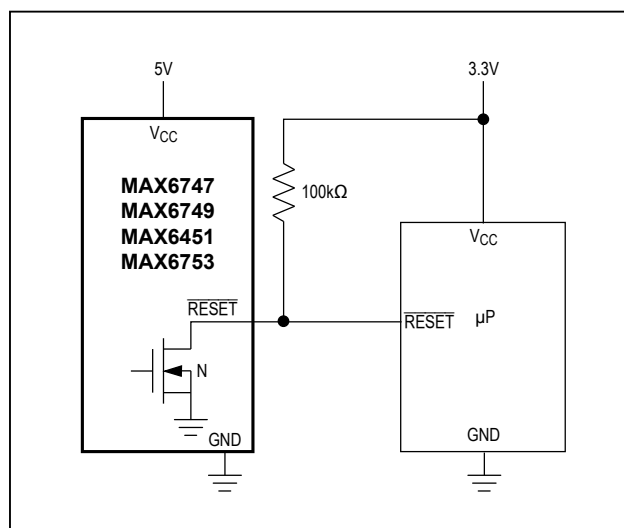 5V
3.3V
VCC
MAX6747
MAX6749
MAX6451
MAX6753
100kΩ
VCC
RESET
RESET
μP
N
GND
GND